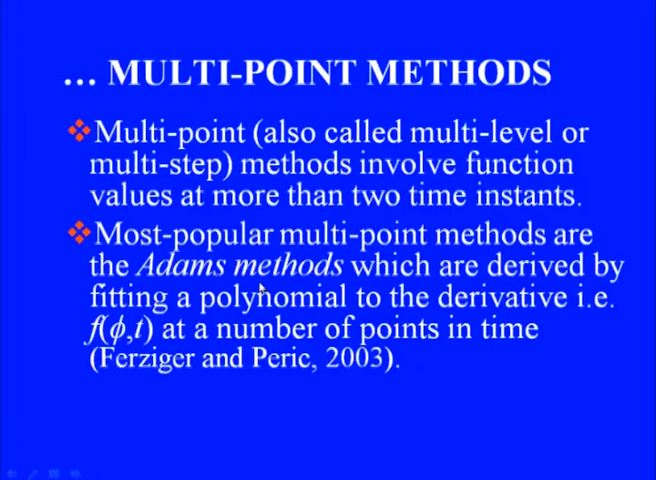 ... MULTI-POINT METHODS
Multi-point (also called multi-level or
multi-step) methods involve function
values at more than two time instants.
Most-popular multi-point methods are
the Adams methods which are derived by
fitting a polynomial to the derivative i.e.
f(ϕ,t) at a number of points in time
(Ferziger and Peric, 2003).